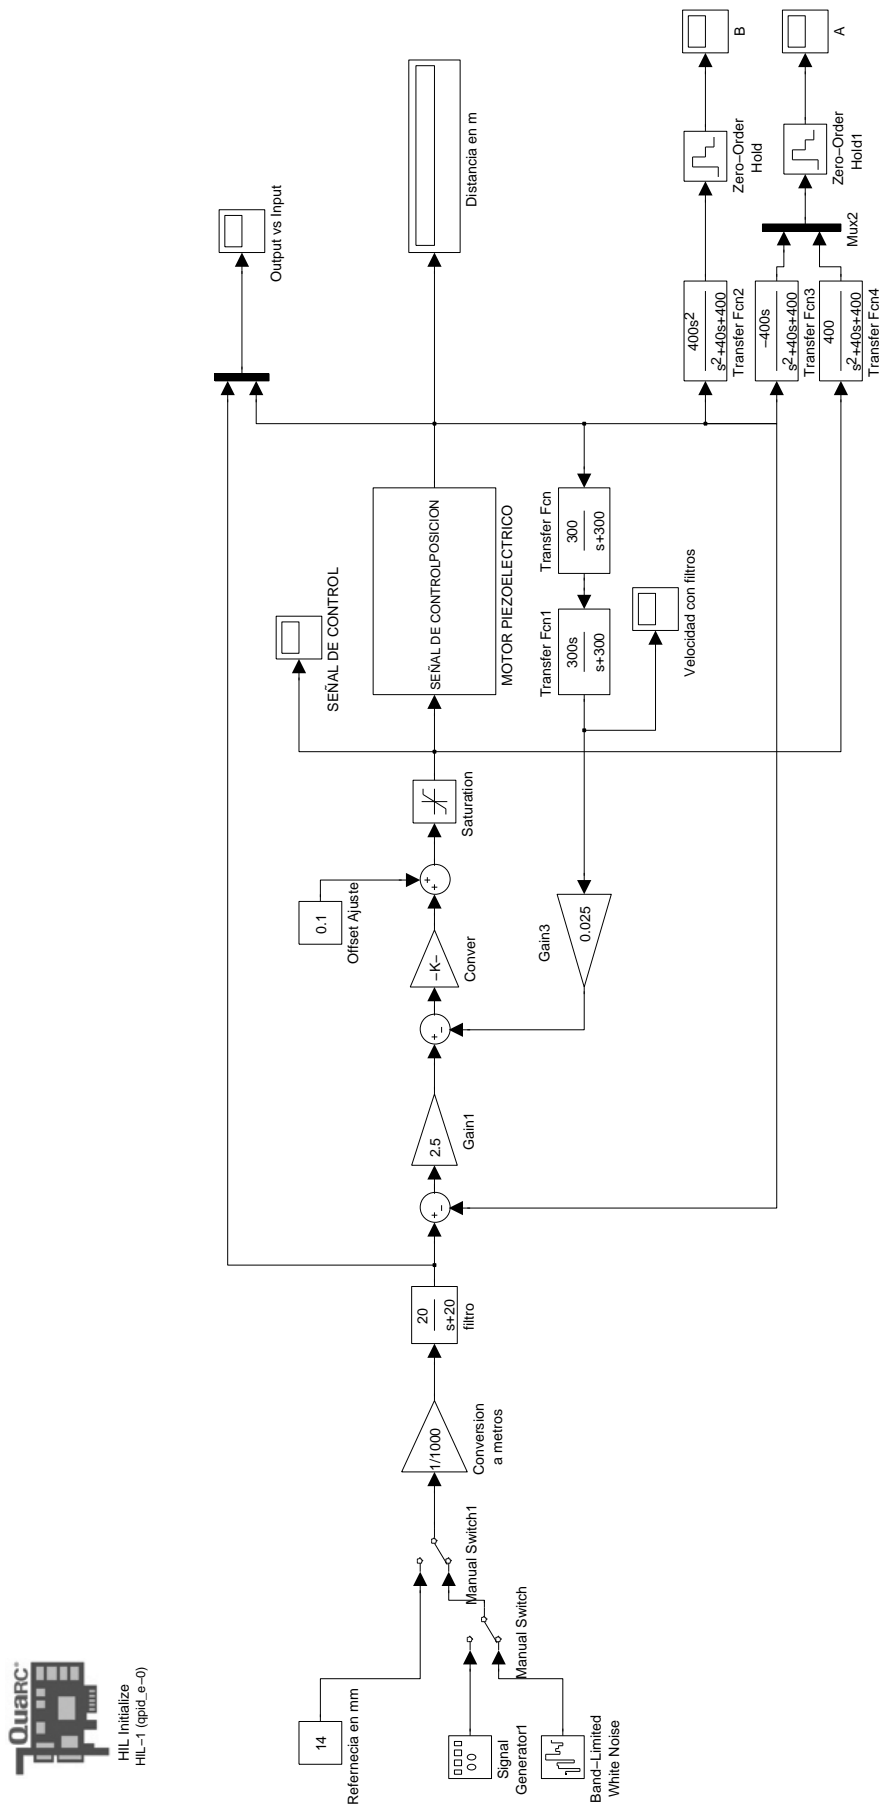 QUARC®
HIL Initialize
HIL−1 (qpid_e−0)
14
Refernecia en mm
Signal
Generator1
Band−Limited
White Noise
Manual Switch
Manual Switch1
1/1000
Conversion
a metros
20
s+20
filtro
+
−
2.5
Gain1
+
−
−K−
Conver
0.1
Offset Ajuste
+
+
Saturation
SEÑAL DE CONTROL
SEÑAL DE CONTROL
POSICION
MOTOR PIEZOELECTRICO
Output vs Input
Distancia en m
Transfer Fcn
300
s+300
Transfer Fcn1
300s
s+300
Velocidad con filtros
Gain3
0.025
400s²
s²+40s+400
Transfer Fcn2
−400s
s²+40s+400
Transfer Fcn3
400
s²+40s+400
Transfer Fcn4
Mux2
Zero−Order
Hold
Zero−Order
Hold1
B
A